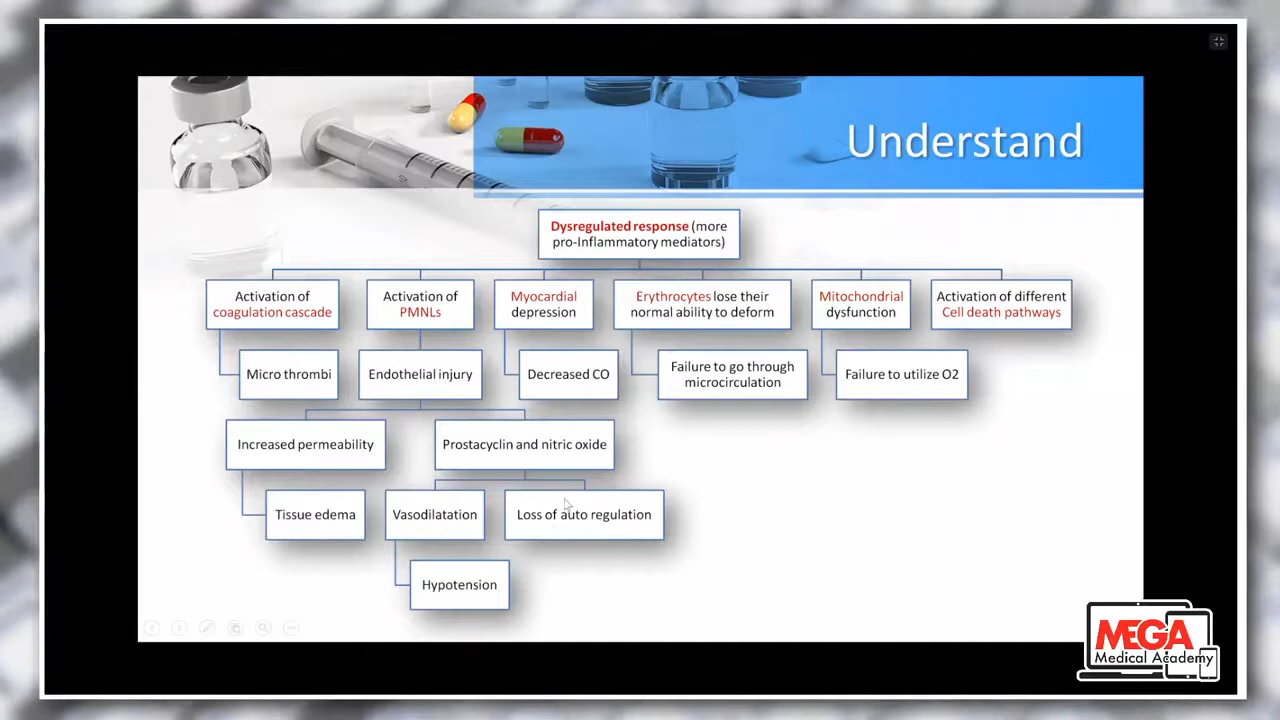 Understand
Dysregulated response (more
pro-Inflammatory mediators)
Activation of
coagulation cascade
Activation of
PMNLs
Myocardial
depression
Erythrocytes lose their
normal ability to deform
Mitochondrial
dysfunction
Activation of different
Cell death pathways
Micro thrombi
Endothelial injury
Decreased CO
Failure to go through
microcirculation
Failure to utilize O2
Increased permeability
Prostacyclin and nitric oxide
Tissue edema
Vasodilatation
Loss of auto regulation
Hypotension
MEGA
Medical Academy